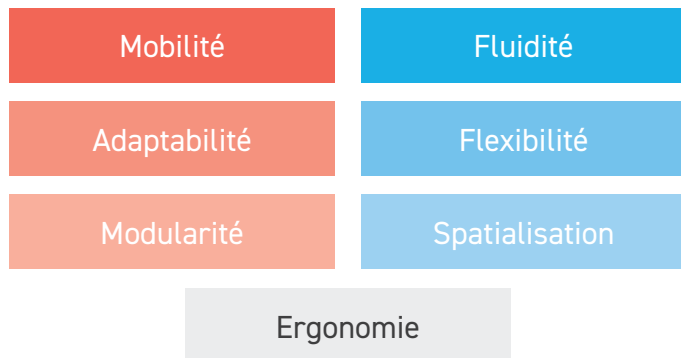 Mobilité
Fluidité
Adaptabilité
Flexibilité
Modularité
Spatialisation
Ergonomie